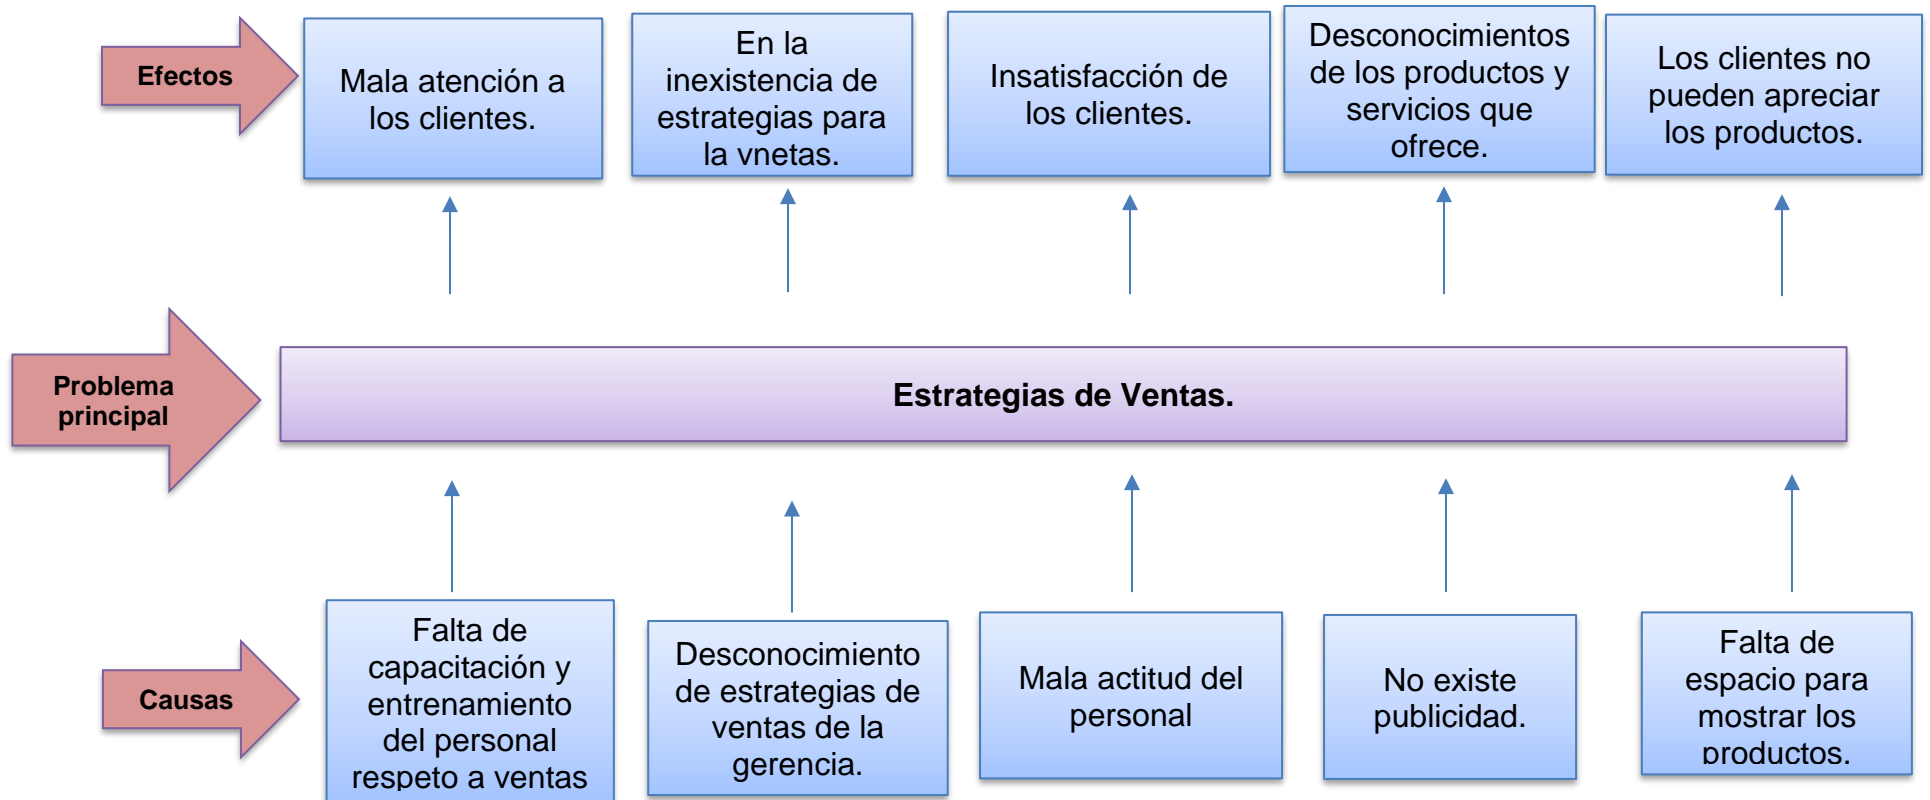 Efectos
Mala atención a
los clientes.
En la
inexistencia de
estrategias para
la vnetas.
Insatisfacción de
los clientes.
Desconocimientos
de los productos y
servicios que
ofrece.
Los clientes no
pueden apreciar
los productos.
Problema
principal
Estrategias de Ventas.
Causas
Falta de
capacitación y
entrenamiento
del personal
respeto a ventas
Desconocimiento
de estrategias de
ventas de la
gerencia.
Mala actitud del
personal
No existe
publicidad.
Falta de
espacio para
mostrar los
productos.